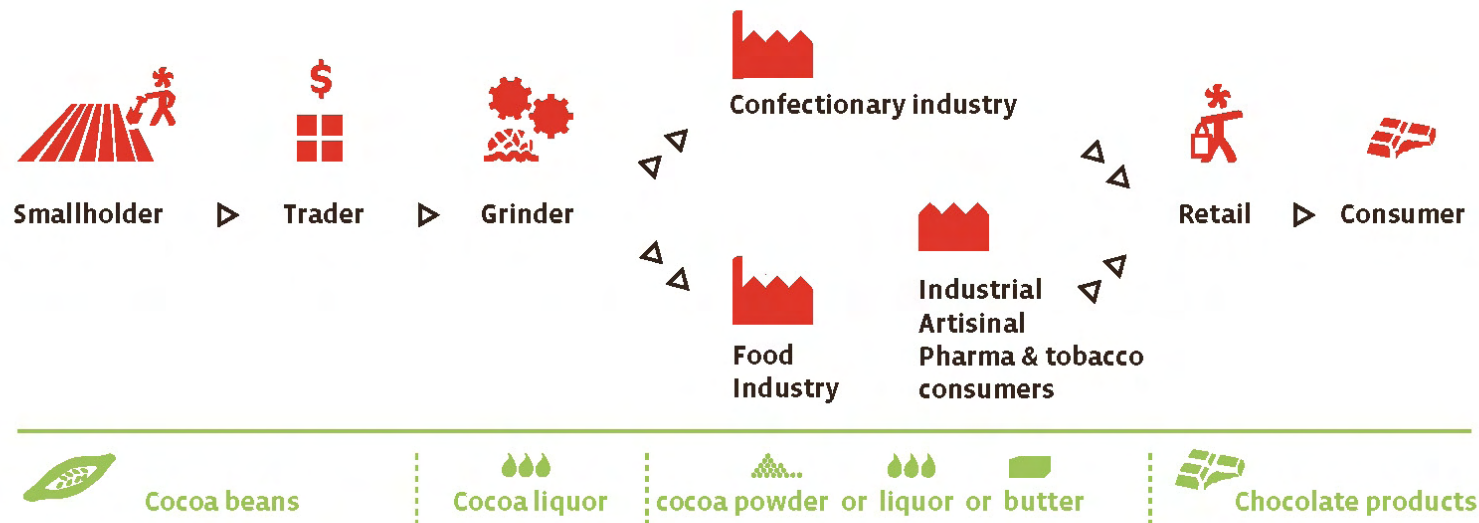 $
Confectionary industry
Smallholder
Trader
Grinder
Retail
Consumer
Food
Industry
Industrial
Artisinal
Pharma & tobacco
consumers
Cocoa beans
Cocoa liquor
cocoa powder or liquor or butter
Chocolate products